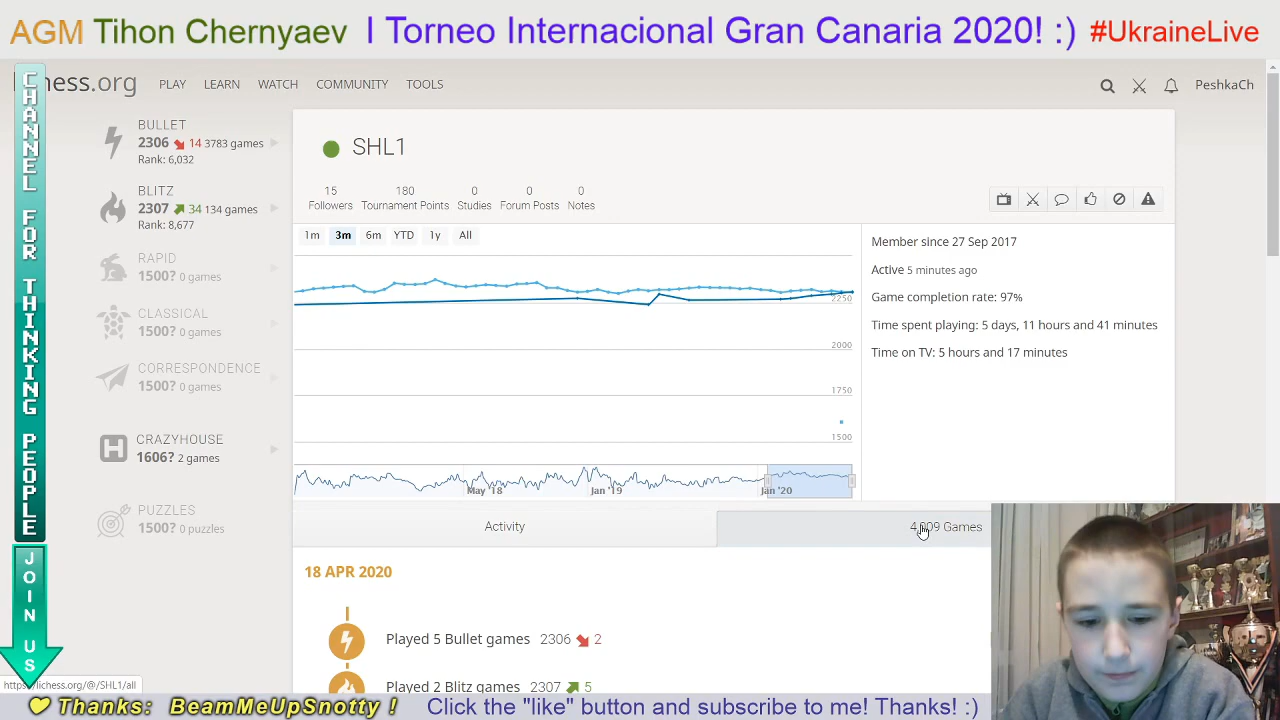 AGM Tihon Chernyaev I Torneo Internacional Gran Canaria 2020! :) #UkraineLive
CHANNEL FOR THINKING PEOPLE
JOIN US
hess.org PLAY LEARN WATCH COMMUNITY TOOLS PeshkaCh
BULLET
2306 14 3783 games
Rank: 6,032
BLITZ
2307 34 134 games
Rank: 8,677
RAPID
1500? 0 games
CLASSICAL
1500? 0 games
CORRESPONDENCE
1500? 0 games
CRAZYHOUSE
1606? 2 games
PUZZLES
1500? 0 puzzles
SHL1
15 180 0 0 0
Followers Tournament Points Studies Forum Posts Notes
1m 3m 6m YTD 1y All
2250
2000
1750
1500
May '18 Jan '19 Jan '20
Member since 27 Sep 2017
Active 5 minutes ago
Game completion rate: 97%
Time spent playing: 5 days, 11 hours and 41 minutes
Time on TV: 5 hours and 17 minutes
Activity Games
18 APR 2020
Played 5 Bullet games 2306 2
Played 2 Blitz games 2307 5
https://lichess.org/@/SHL1/all
Thanks: BeamMeUpSnotty ! Click the "like" button and subscribe to me! Thanks! :)